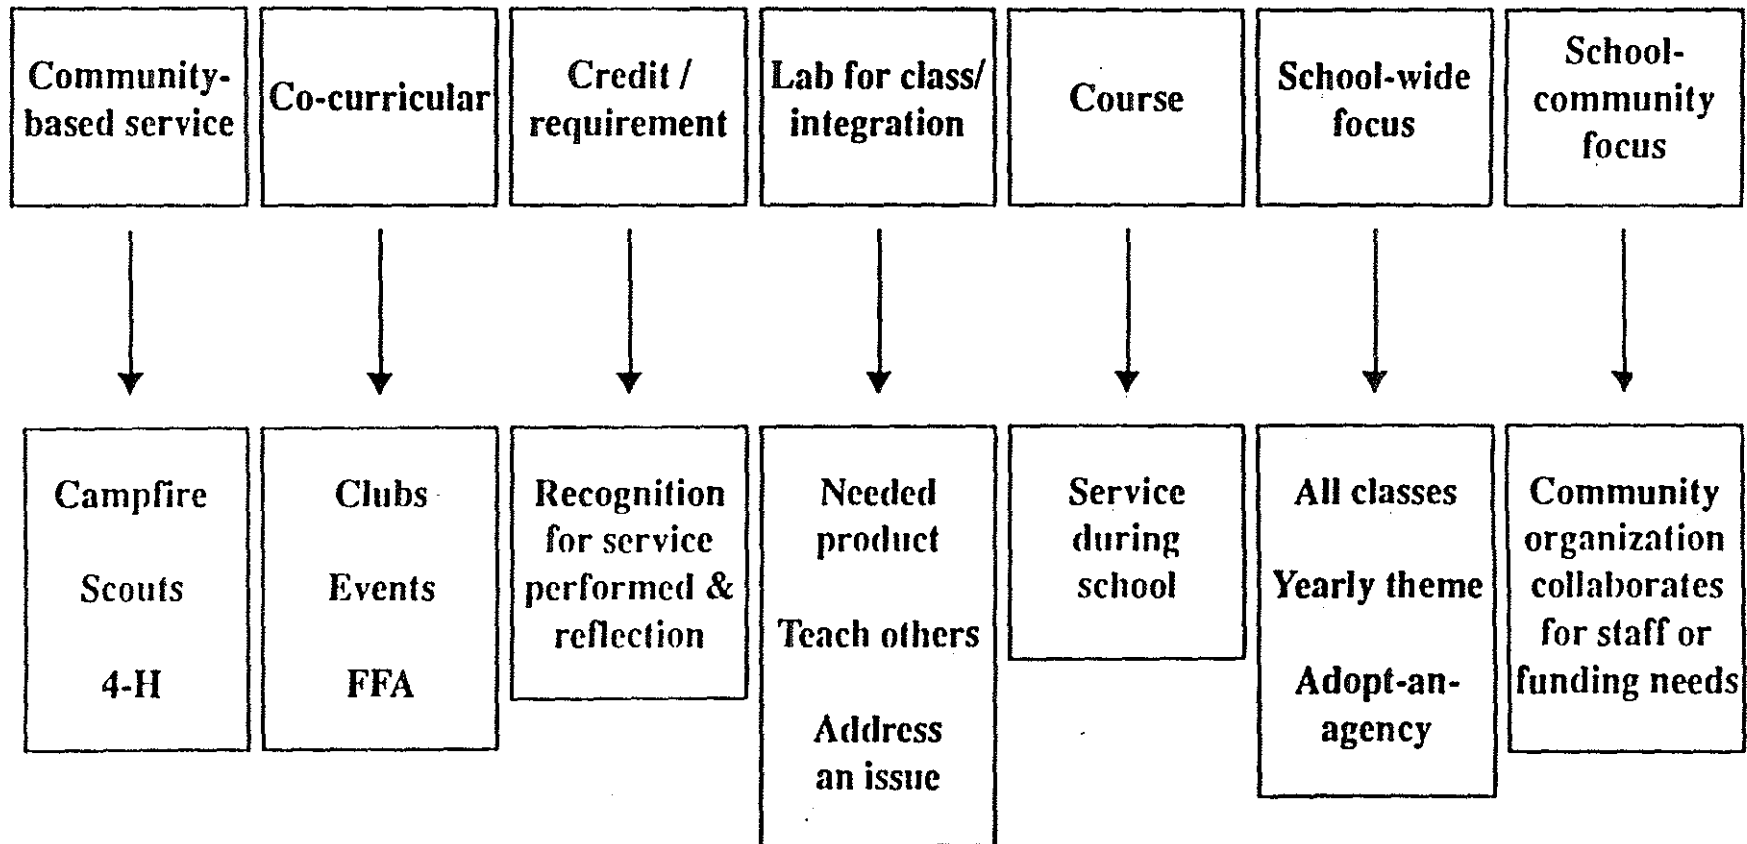 Community-
based service
Co-curricular
Credit /
requirement
Lab for class/
integration
Course
School-wide
focus
School-
community
focus
Campfire
Scouts
4-H
Clubs
Events
FFA
Recognition
for service
performed &
reflection
Needed
product
Teach others
Address
an issue
Service
during
school
All classes
Yearly theme
Adopt-an-
agency
Community
organization
collaborates
for staff or
funding needs